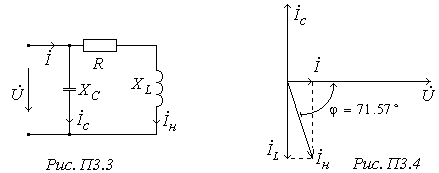 İ
R
X_C
X_L
U̇
İ_c
İ_н
Рис. П3.3
İ_C
İ
U̇
φ = 71.57°
İ_L
İ_н
Рис. П3.4